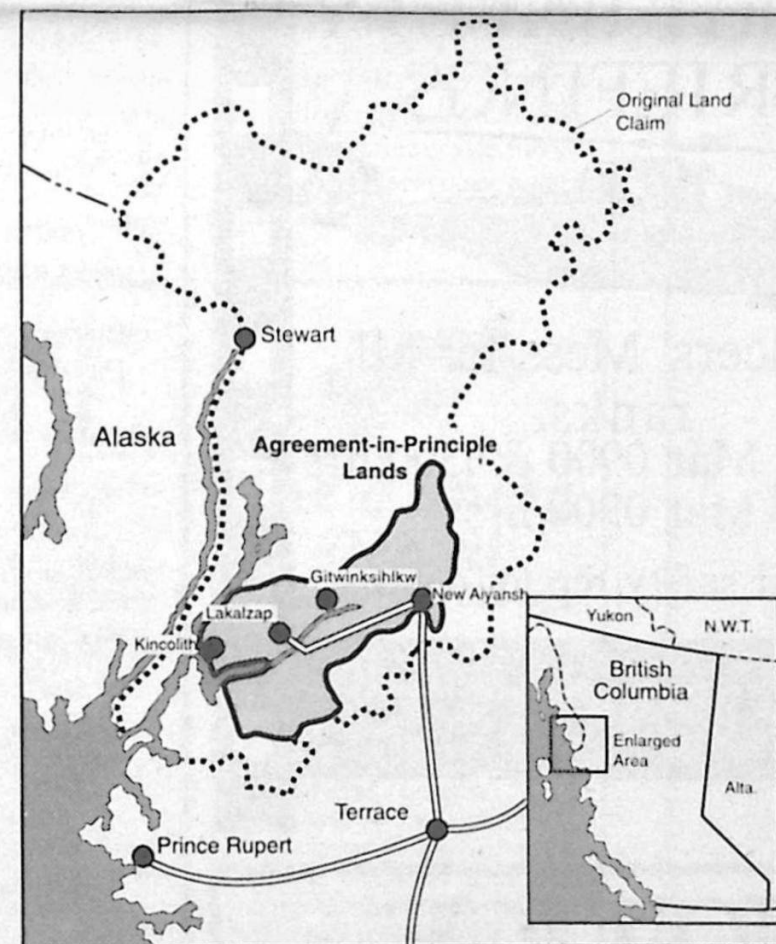 Original Land
Claim
Stewart
Alaska
Agreement-in-Principle
Lands
Gitwinksihlkw
New Aiyansh
Lakalzap
Kincolith
Yukon
N.W.T.
British
Columbia
Enlarged
Area
Alta.
Terrace
Prince Rupert